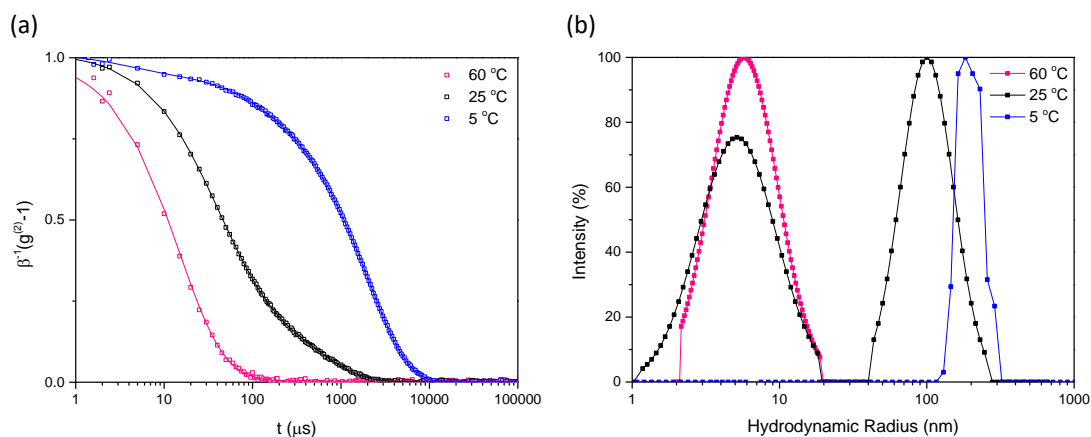 (a)
1.0
0.5
0.0
β⁻¹(g⁽²⁾-1)
60 °C
25 °C
5 °C
1 10 100 1000 10000 100000
t (μs)
(b)
100
80
60
40
20
0
Intensity (%)
60 °C
25 °C
5 °C
1 10 100 1000
Hydrodynamic Radius (nm)